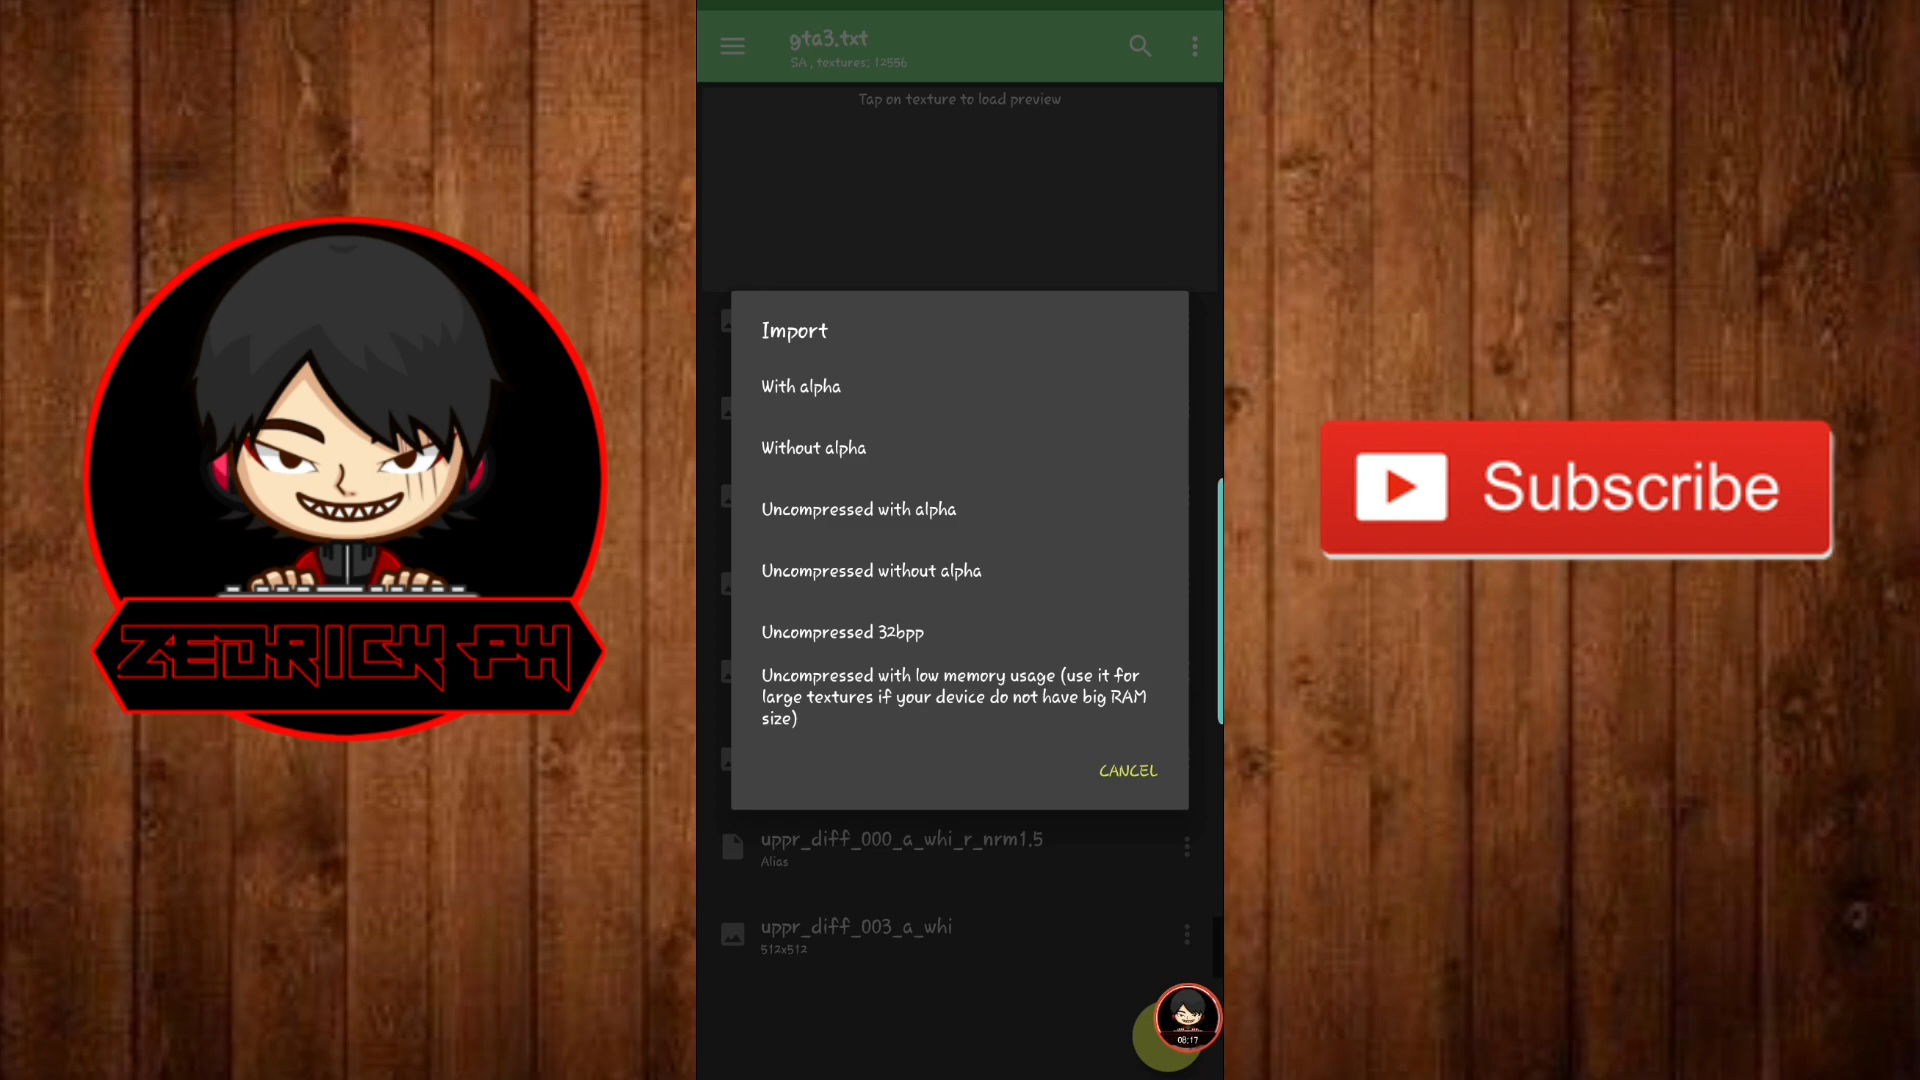 gta3.txt
SA , textures: 12556
Tap on texture to load preview
Import
With alpha
Without alpha
Uncompressed with alpha
Uncompressed without alpha
Uncompressed 32bpp
Uncompressed with low memory usage (use it for
large textures if your device do not have big RAM
size)
CANCEL
uppr_diff_000_a_whi_r_nrm1.5
Alias
uppr_diff_003_a_whi
512x512
08:17
ZEDRICK PH
Subscribe